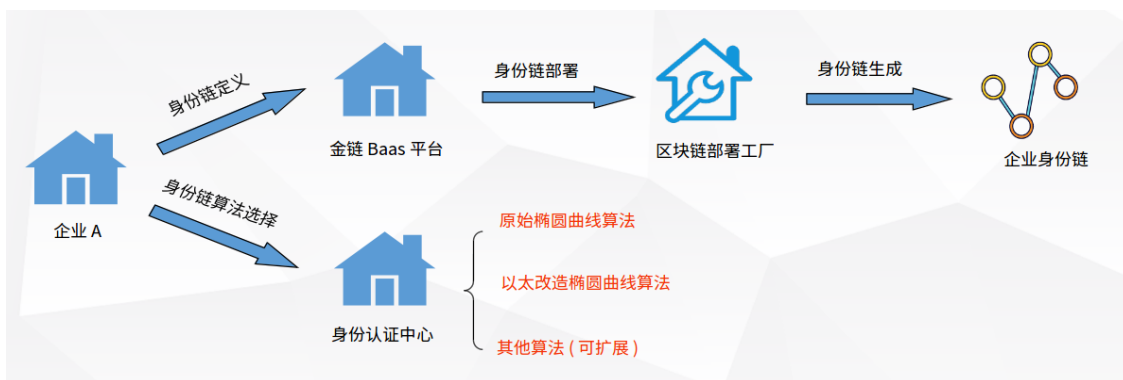 身份链定义
身份链部署
身份链生成
金链 Baas 平台
区块链部署工厂
企业身份链
企业 A
身份链算法选择
身份认证中心
原始椭圆曲线算法
以太改造椭圆曲线算法
其他算法 ( 可扩展 )